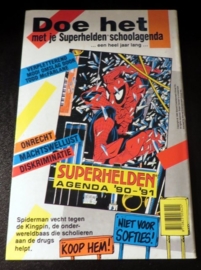 Doe het
met je Superhelden schoolagenda
... een heel jaar lang ...
ONRECHT
MACHTSWELLUST
DISKRIMINATIE
SUPERHELDEN
AGENDA '90-'91
Spiderman vecht tegen
de Kingpin, de onder-
wereldbaas die scholieren
aan de drugs
helpt.
KOOP HEM!
NIET VOOR
SOFTIES!